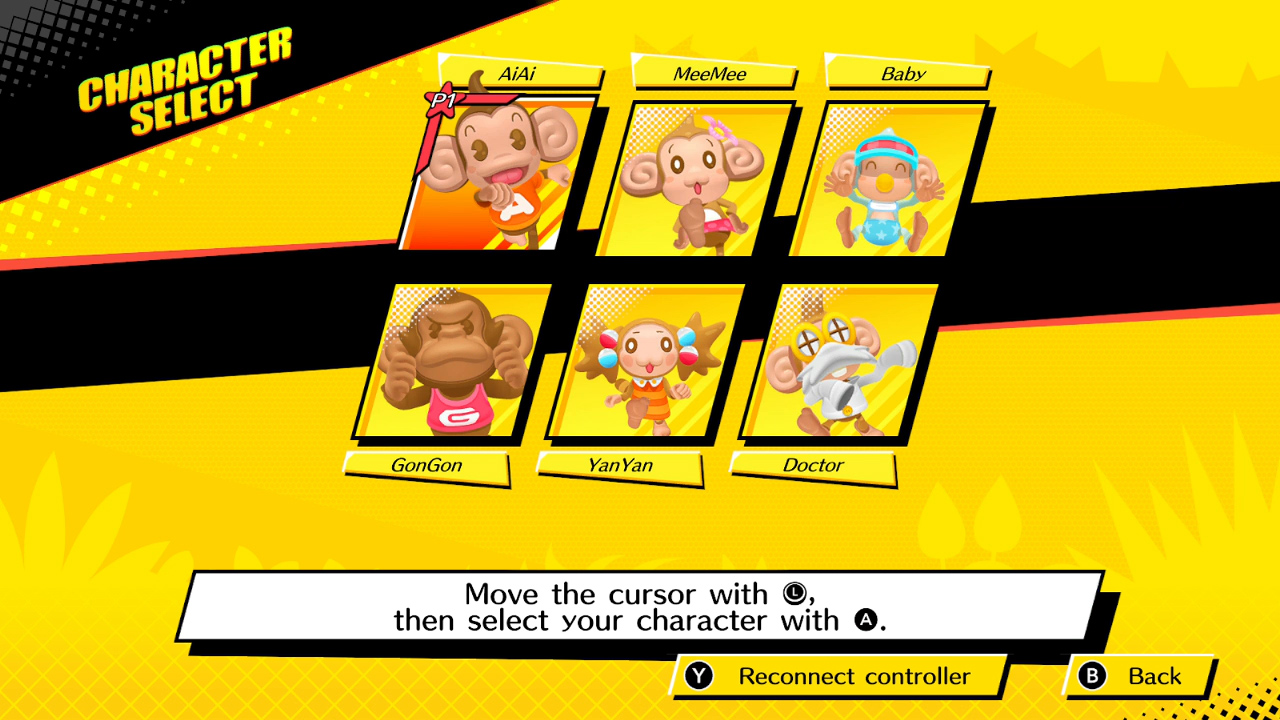 CHARACTER
SELECT
AiAi
MeeMee
Baby
P1
A
G
GonGon
YanYan
Doctor
Move the cursor with L,
then select your character with A.
Y Reconnect controller
B Back